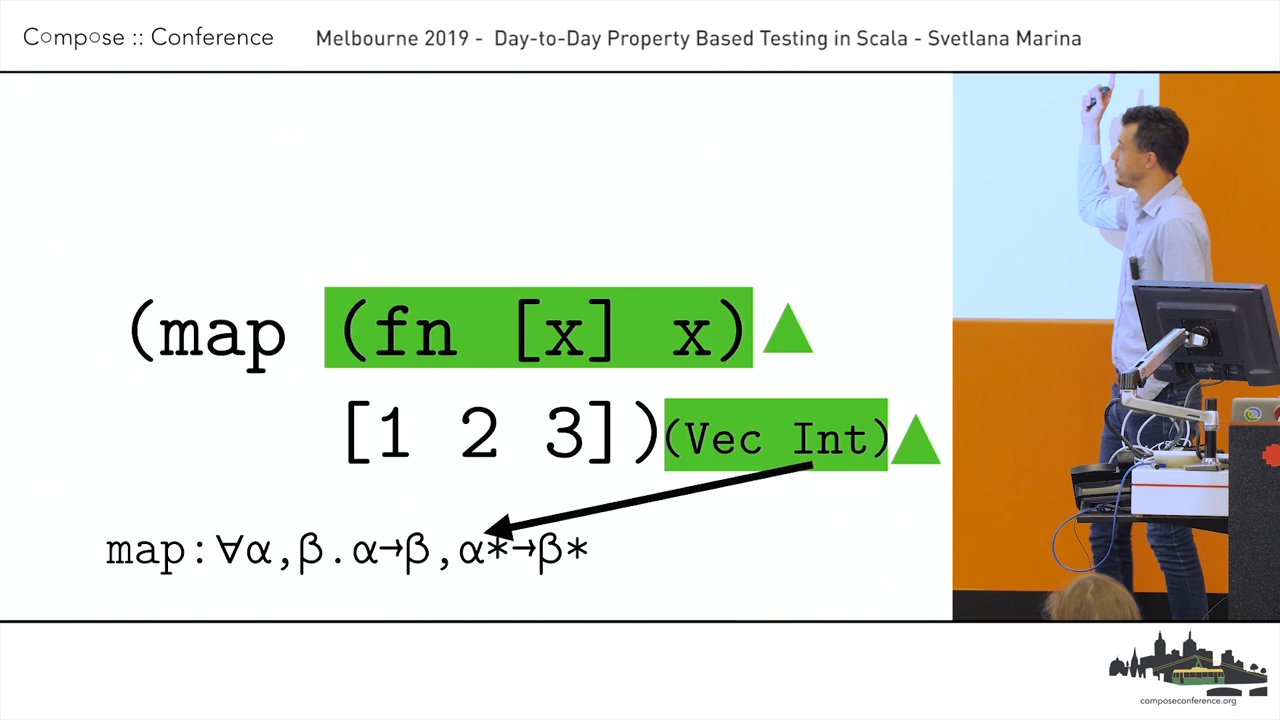 Compose :: Conference
Melbourne 2019 - Day-to-Day Property Based Testing in Scala - Svetlana Marina
(map (fn [x] x)
[1 2 3])(Vec Int)
map:∀α,β.α→β,α*→β*
composeconference.org